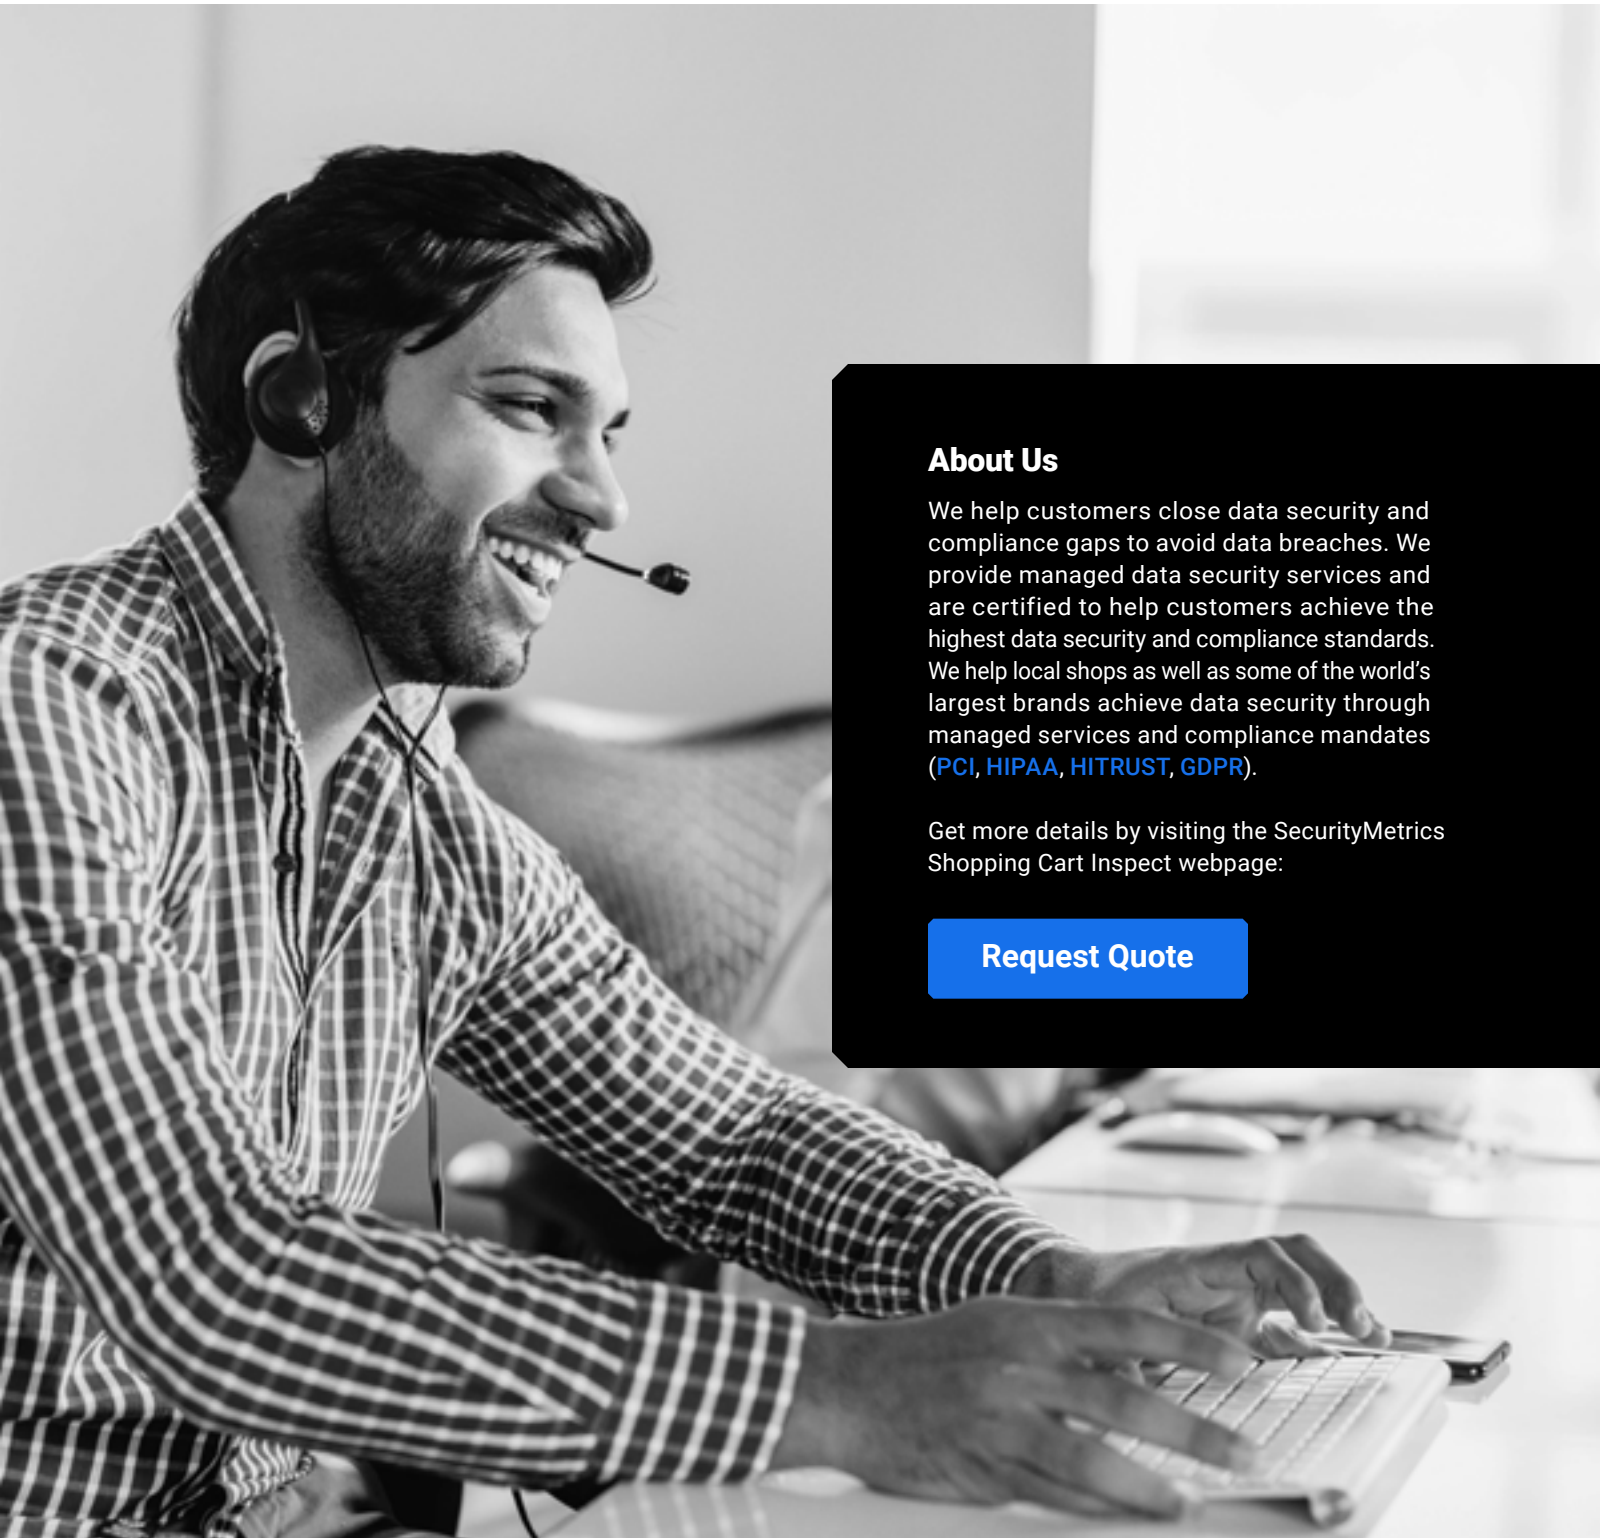 About Us
We help customers close data security and
compliance gaps to avoid data breaches. We
provide managed data security services and
are certified to help customers achieve the
highest data security and compliance standards.
We help local shops as well as some of the world’s
largest brands achieve data security through
managed services and compliance mandates
(PCI, HIPAA, HITRUST, GDPR).
Get more details by visiting the SecurityMetrics
Shopping Cart Inspect webpage:
Request Quote